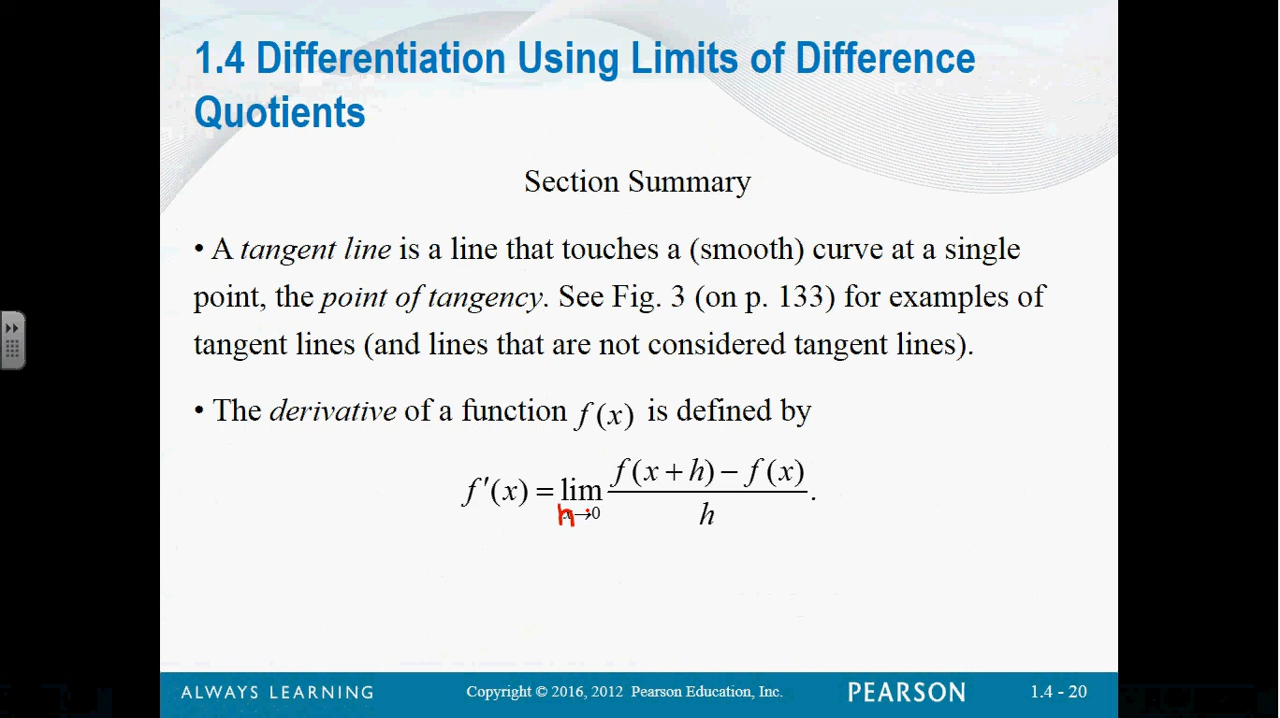 1.4 Differentiation Using Limits of Difference
Quotients
Section Summary
• A tangent line is a line that touches a (smooth) curve at a single
point, the point of tangency. See Fig. 3 (on p. 133) for examples of
tangent lines (and lines that are not considered tangent lines).
• The derivative of a function f(x) is defined by
f′(x) = lim h→0 f(x + h) − f(x) / h.
ALWAYS LEARNING Copyright © 2016, 2012 Pearson Education, Inc. PEARSON 1.4 - 20